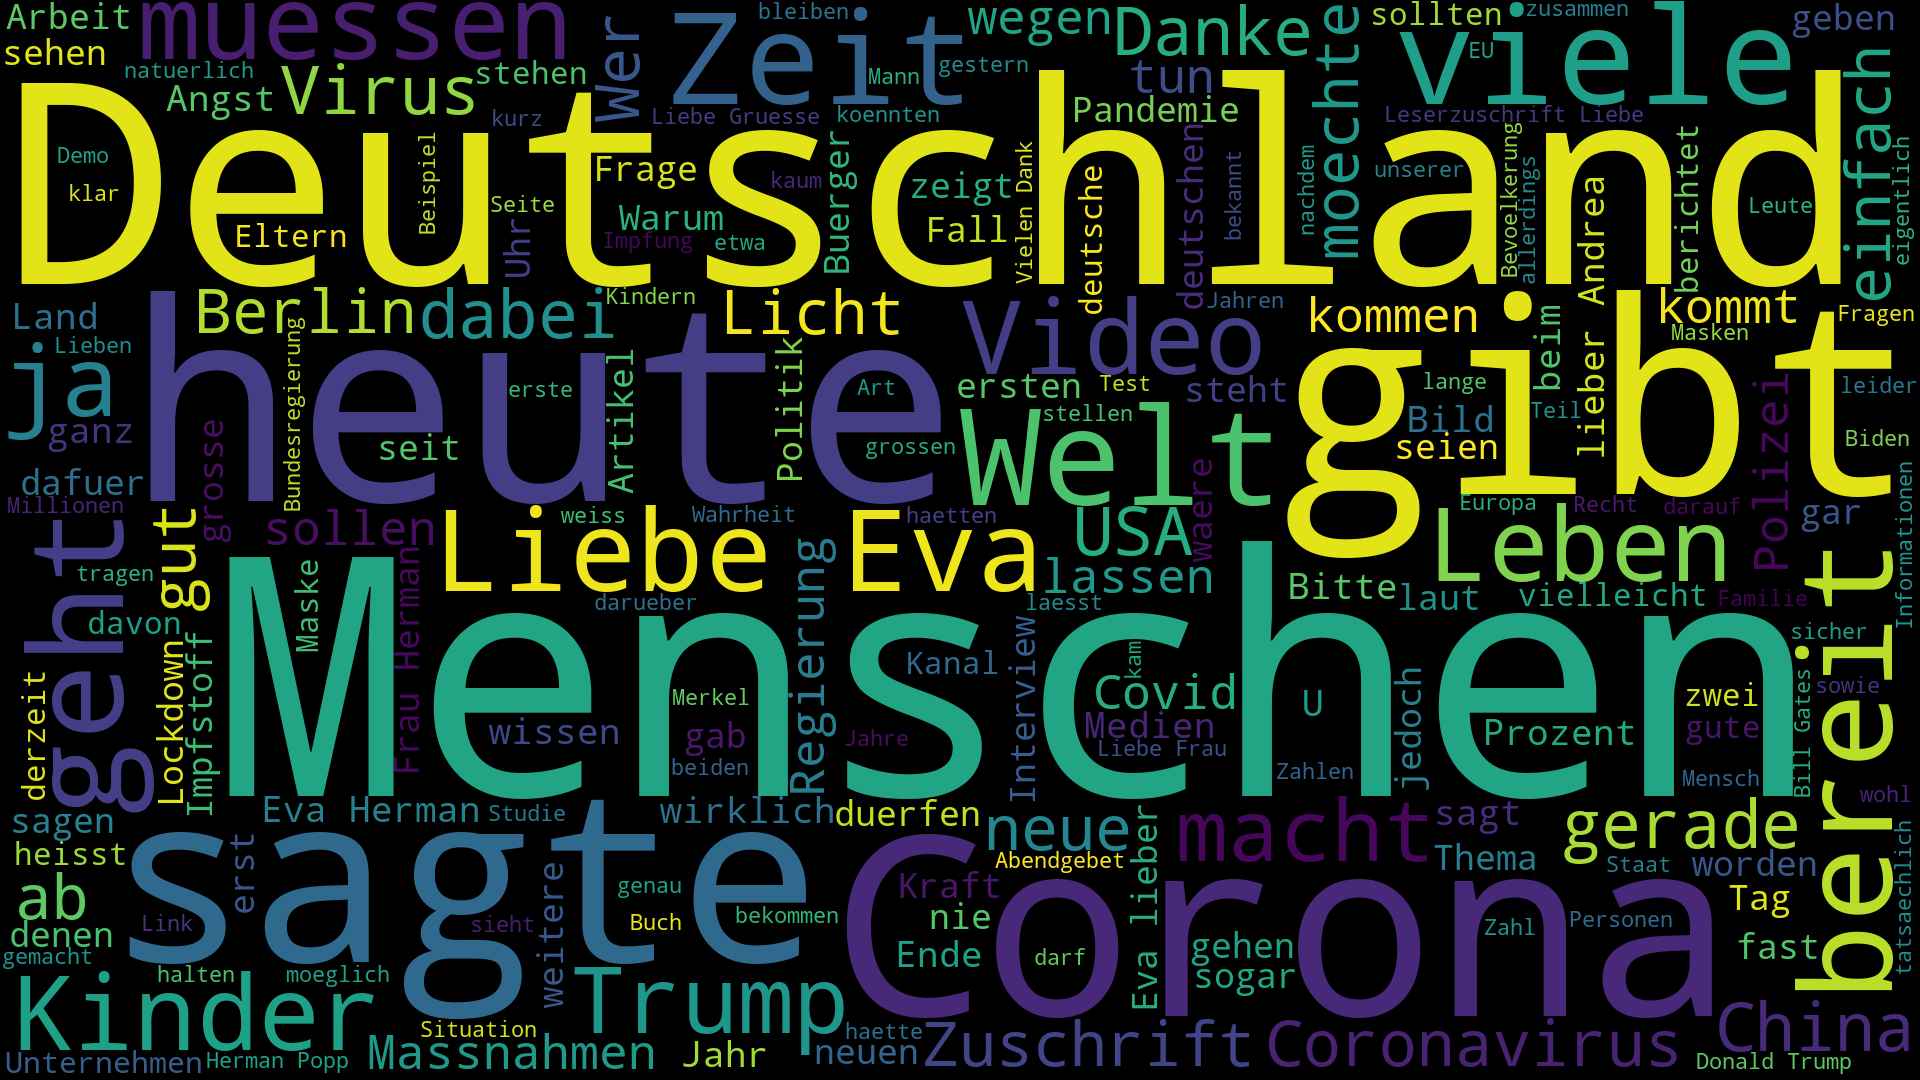 Arbeit
muessen
Zeit
bleiben
wegen
Danke
sollten
zusammen
geben
sehen
natuerlich
Virus
stehen
Wer
Mann
gestern
tun
moechte
viele
EU
einfach
Angst
kurz
Liebe Gruesse
koennten
Pandemie
Leserzuschrift Liebe
Deutschland
Demo
klar
Beispiel
Eltern
Seite
Uhr
Frage
Warum
Impfung
etwa
kaum
Buerger
zeigt
Fall
Vielen Dank
deutsche
deutschen
bekannt
nachdem
unserer
Bevoelkerung
allerdings
lieber Andrea
berichtet
Leute
eigentlich
Land
Berlin
dabei
Kindern
Licht
Video
Jahren
kommen
beim
kommt
Masken
Fragen
Lieben
ja
heute
Bundesregierung
erste
Artikel
Politik
Art
ersten
Test
steht
gibt
lange
Bild
Teil
leider
ganz
grosse
seit
grossen
stellen
Welt
seien
Polizei
Biden
dafuer
Millionen
sollen
weiss
Wahrheit
haetten
waere
Europa
Recht
darauf
gar
Informationen
geht
gut
Liebe
Eva
USA
lassen
Leben
bereit
tragen
Maske
Frau Herman
darueber
Regierung
laesst
Bitte
laut
vielleicht
Familie
davon
Menschen
sicher
derzeit
Lockdown
Impfstoff
wissen
Merkel
gab
beiden
Jahre
Kanal
Interview
Covid
kam
Medien
Liebe Frau
U
Zahlen
jedoch
Prozent
zwei
gute
Mensch
Bill Gates
sowie
wohl
sagen
Eva Herman
Studie
wirklich
duerfen
neue
macht
sagt
gerade
heisst
erst
sagte
Abendgebet
Eva lieber
Thema
Staat
worden
tatsaechlich
ab
weitere
genau
Kraft
Corona
Tag
Link
sieht
Buch
bekommen
nie
Zahl
Personen
denen
gemacht
halten
moeglich
Ende
darf
gehen
sogar
fast
Kinder
Situation
Trump
haette
Zuschrift
Coronavirus
China
Unternehmen
Herman Popp
Massnahmen
Jahr
neuen
Donald Trump